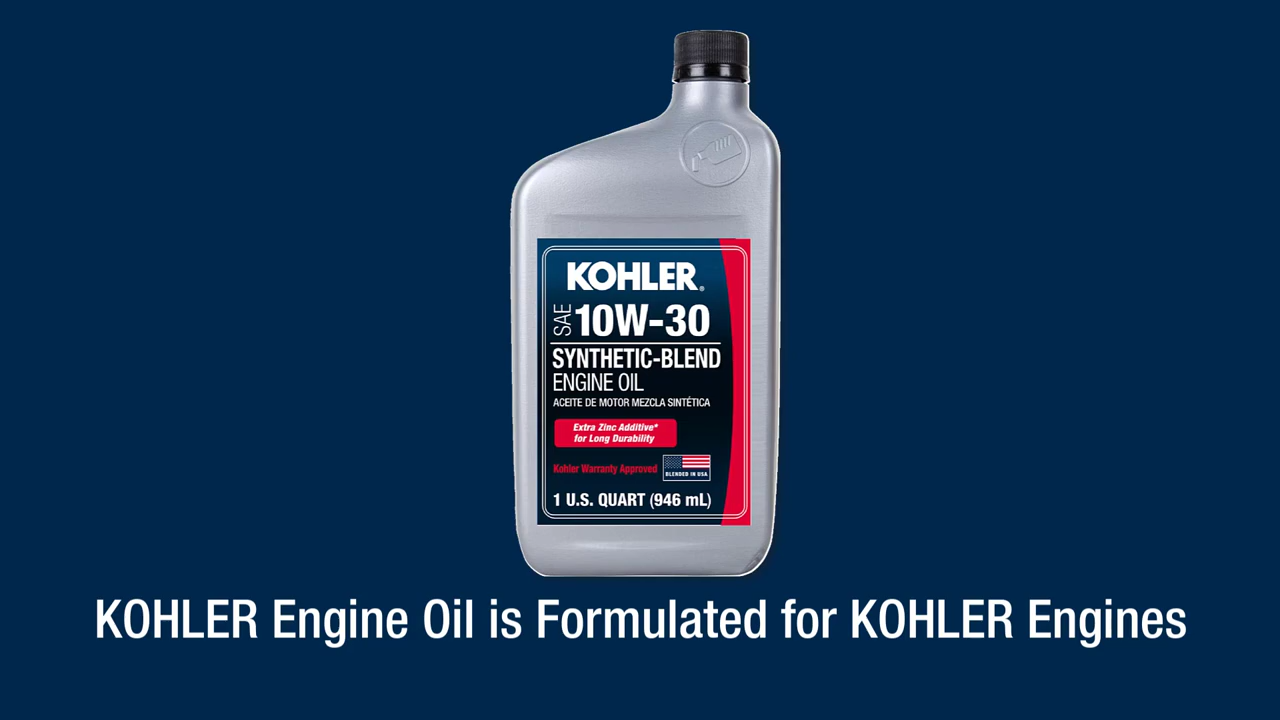 KOHLER®
SAE 10W-30
SYNTHETIC-BLEND
ENGINE OIL
ACEITE DE MOTOR MEZCLA SINTÉTICA
Extra Zinc Additive*
for Long Durability
Kohler Warranty Approved
BLENDED IN USA
1 U.S. QUART (946 mL)
KOHLER Engine Oil is Formulated for KOHLER Engines